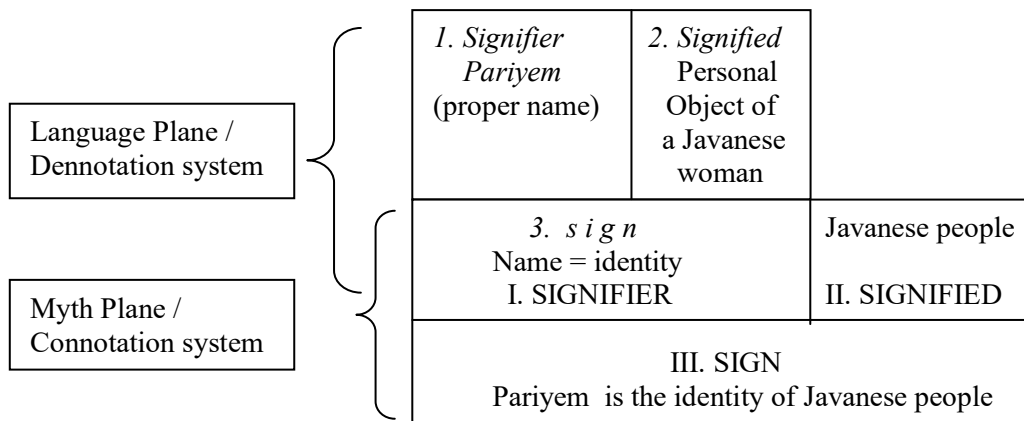 1. Signifier
Pariyem
(proper name)
2. Signified
Personal
Object of
a Javanese
woman
Language Plane /
Dennotation system
3. s i g n
Name = identity
I. SIGNIFIER
Javanese people
II. SIGNIFIED
Myth Plane /
Connotation system
III. SIGN
Pariyem is the identity of Javanese people